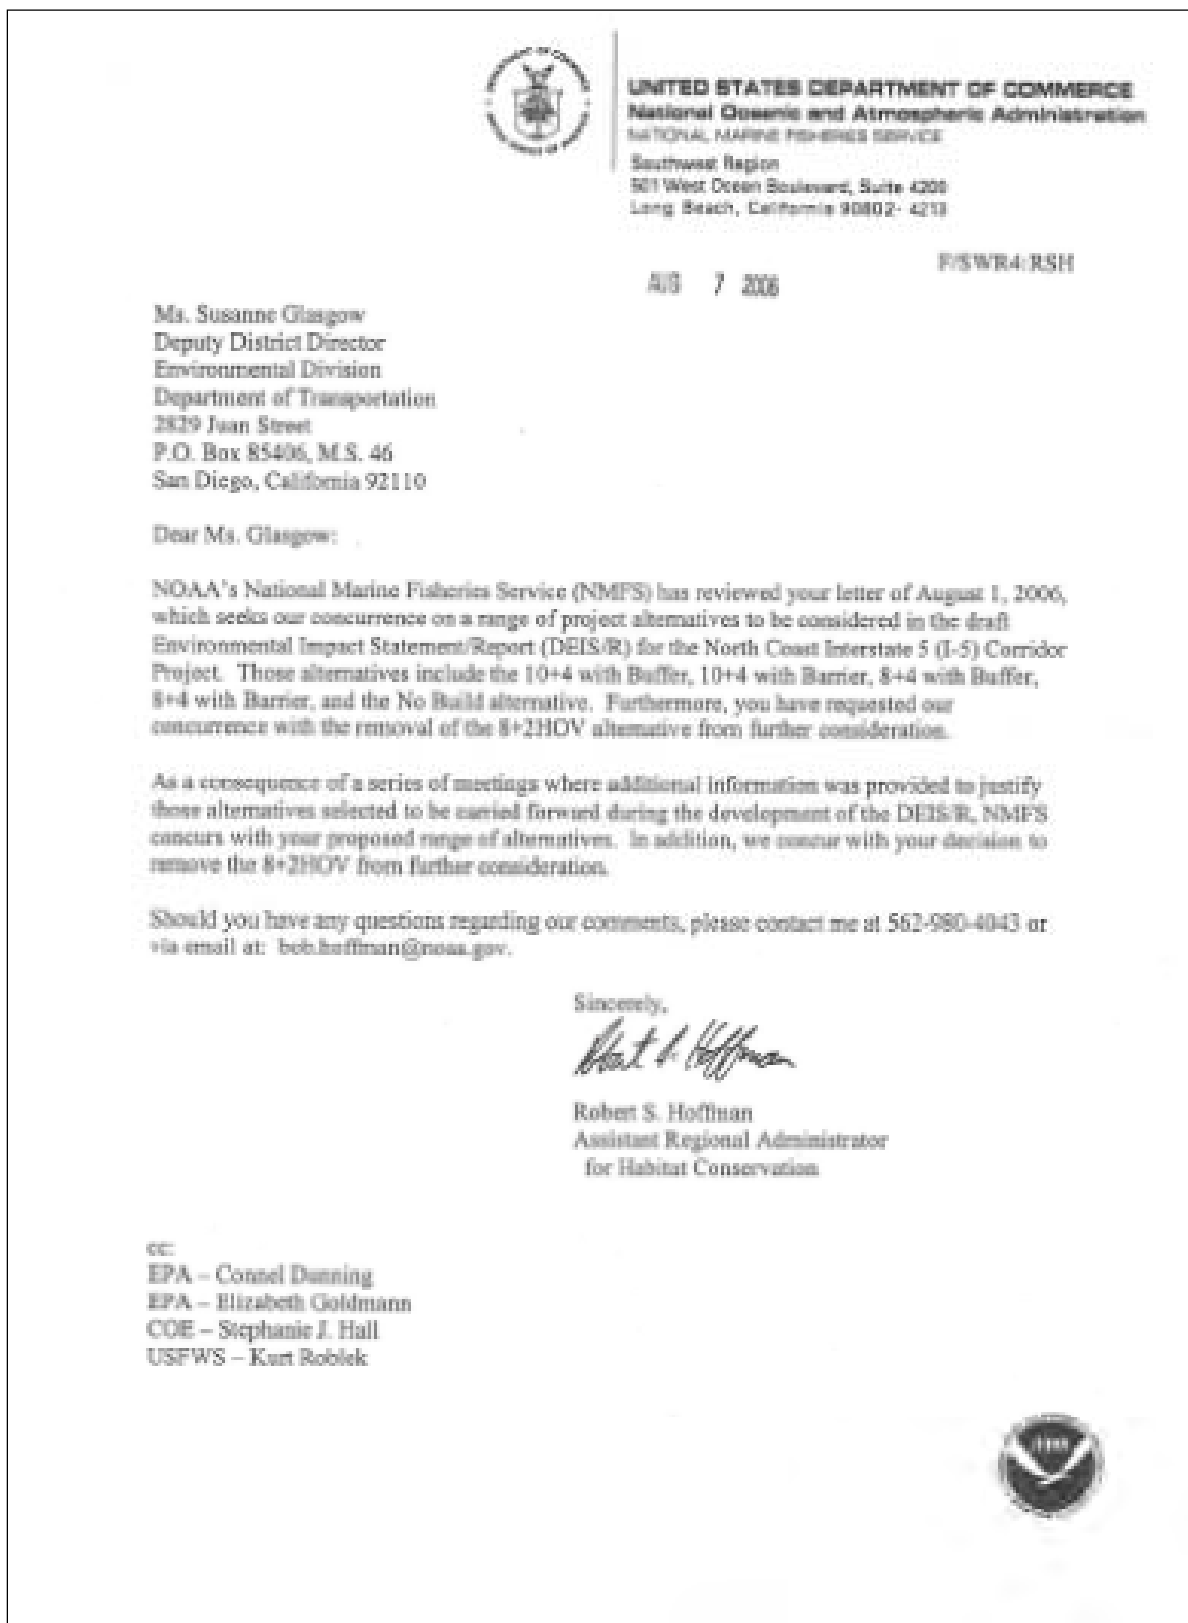 DEPARTMENT OF COMMERCE
UNITED STATES OF AMERICA
UNITED STATES DEPARTMENT OF COMMERCE
National Oceanic and Atmospheric Administration
NATIONAL MARINE FISHERIES SERVICE
Southwest Region
501 West Ocean Boulevard, Suite 4200
Long Beach, California 90802- 4213
F/SWR4:RSH
AUG 7 2006
Ms. Susanne Glasgow
Deputy District Director
Environmental Division
Department of Transportation
2829 Juan Street
P.O. Box 85406, M.S. 46
San Diego, California 92110
Dear Ms. Glasgow:
NOAA's National Marine Fisheries Service (NMFS) has reviewed your letter of August 1, 2006,
which seeks our concurrence on a range of project alternatives to be considered in the draft
Environmental Impact Statement/Report (DEIS/R) for the North Coast Interstate 5 (I-5) Corridor
Project. Those alternatives include the 10+4 with Buffer, 10+4 with Barrier, 8+4 with Buffer,
8+4 with Barrier, and the No Build alternative. Furthermore, you have requested our
concurrence with the removal of the 8+2HOV alternative from further consideration.
As a consequence of a series of meetings where additional information was provided to justify
those alternatives selected to be carried forward during the development of the DEIS/R, NMFS
concurs with your proposed range of alternatives. In addition, we concur with your decision to
remove the 8+2HOV from further consideration.
Should you have any questions regarding our comments, please contact me at 562-980-4043 or
via email at: bob.hoffman@noaa.gov.
Sincerely,
Robert S. Hoffman
Robert S. Hoffman
Assistant Regional Administrator
for Habitat Conservation
cc:
EPA – Connel Dunning
EPA – Elizabeth Goldmann
COE – Stephanie J. Hall
USFWS – Kurt Roblek